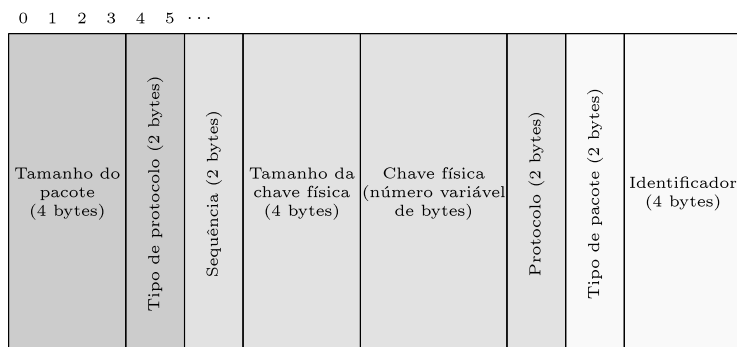 0 1 2 3 4 5 ···
Tamanho do
pacote
(4 bytes)
Tipo de protocolo (2 bytes)
Sequência (2 bytes)
Tamanho da
chave física
(4 bytes)
Chave física
(número variável
de bytes)
Protocolo (2 bytes)
Tipo de pacote (2 bytes)
Identificador
(4 bytes)